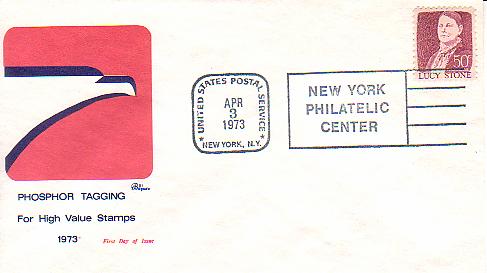 50¢
LUCY STONE
UNITED STATES POSTAL SERVICE
APR
3
1973
NEW YORK, N.Y.
NEW YORK
PHILATELIC
CENTER
PHOSPHOR TAGGING
For High Value Stamps
1973
First Day of Issue